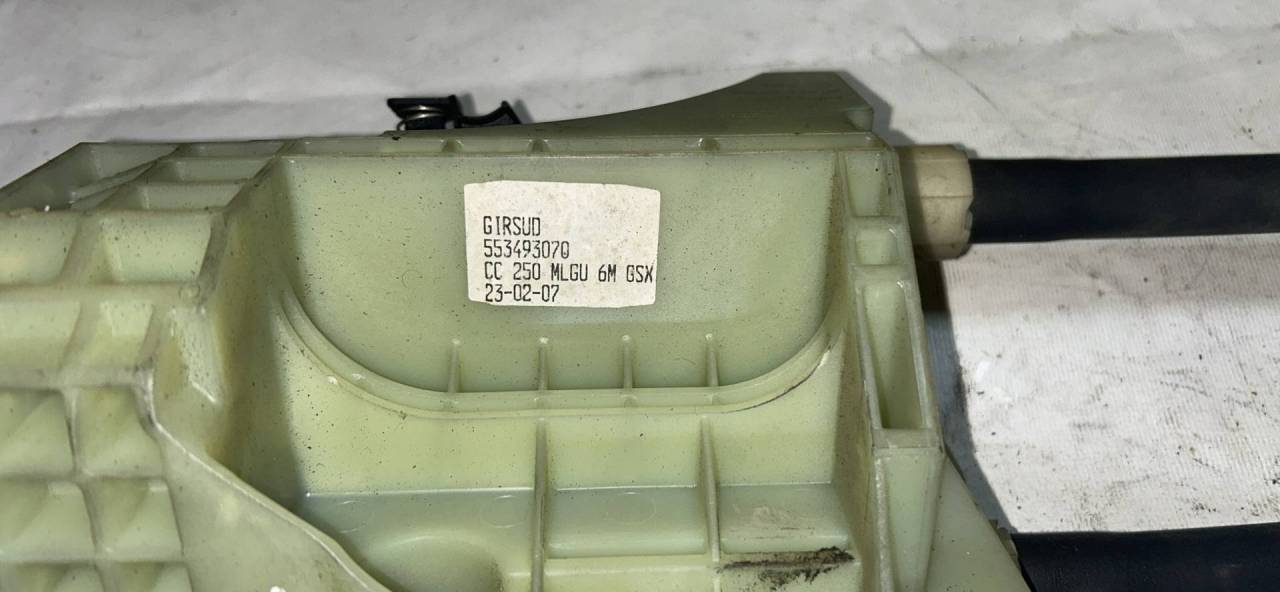 GIRSUD
553493070
CC 250 MLGU 6M GSX
23-02-07